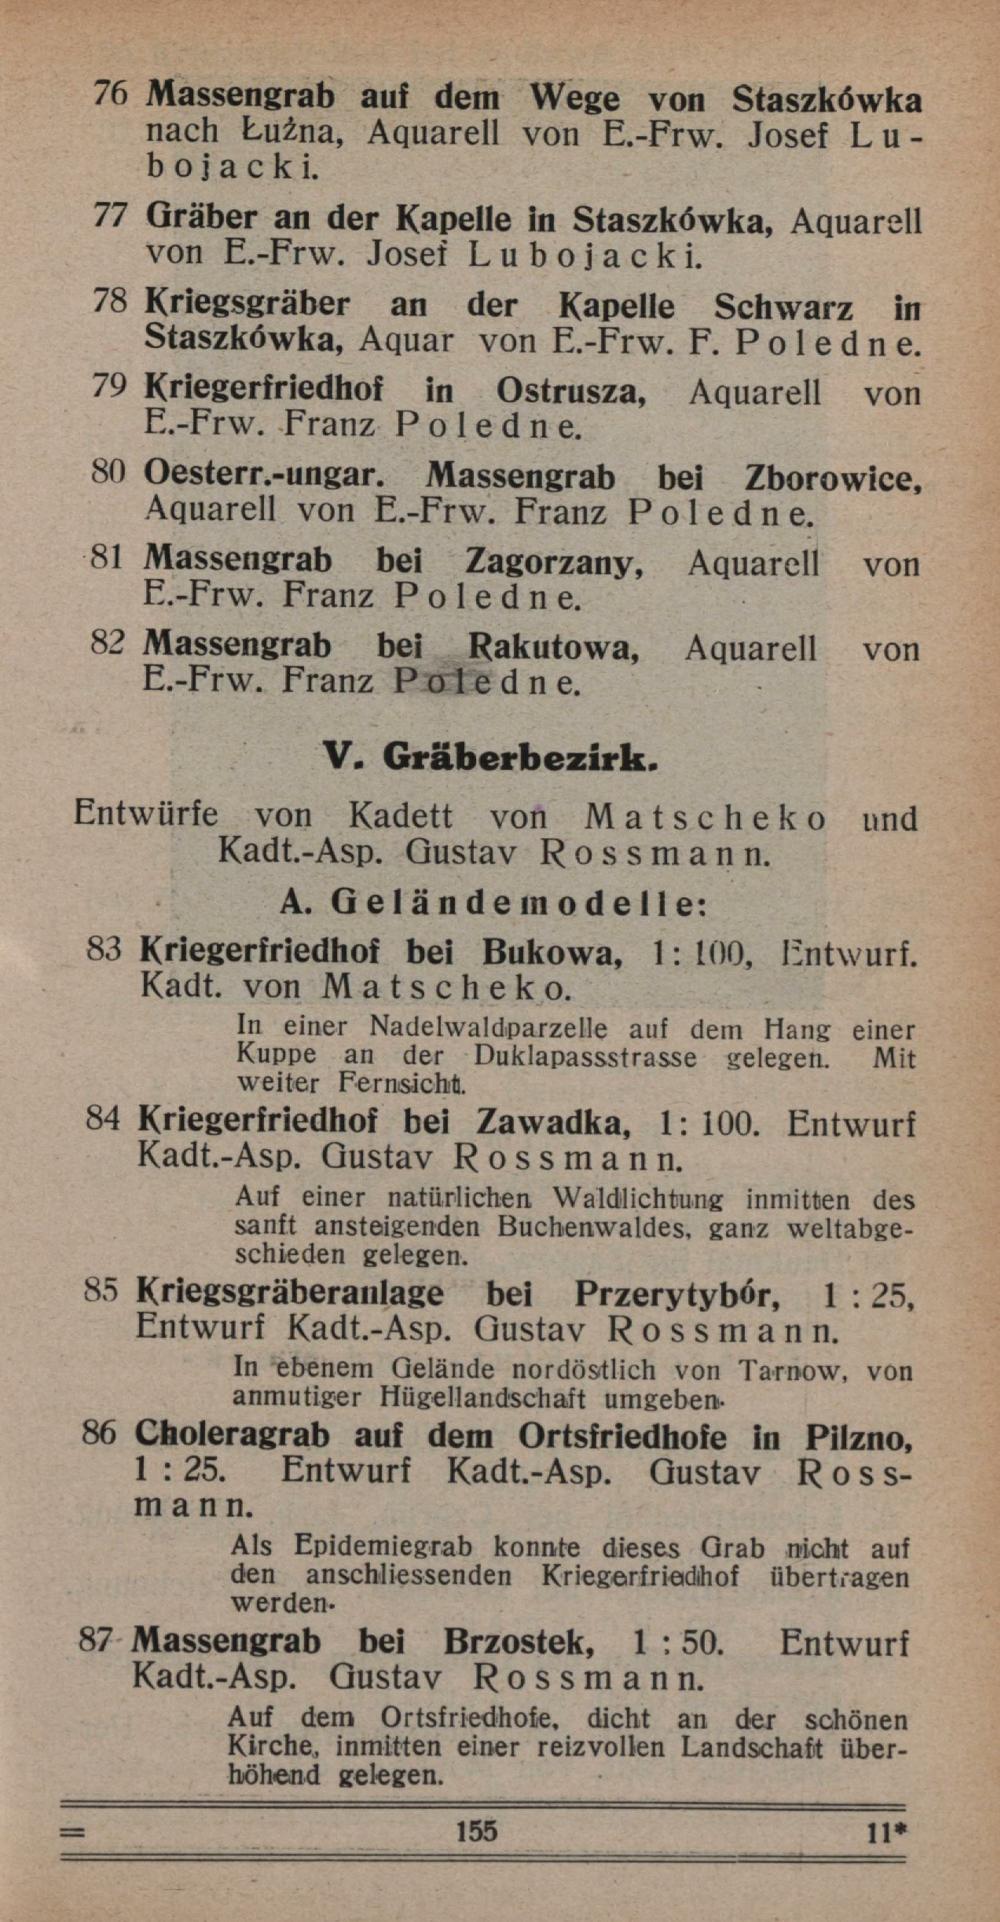 76 Massengrab auf dem Wege von Staszkówka
nach Łużna, Aquarell von E.-Frw. Josef Lu-
bojacki.
77 Gräber an der Kapelle in Staszkówka, Aquarell
von E.-Frw. Josef Lubojacki.
78 Kriegsgräber an der Kapelle Schwarz in
Staszkówka, Aquar von E.-Frw. F. Poledne.
79 Kriegerfriedhof in Ostrusza, Aquarell von
E.-Frw. Franz Poledne.
80 Oesterr.-ungar. Massengrab bei Zborowice,
Aquarell von E.-Frw. Franz Poledne.
81 Massengrab bei Zagorzany, Aquarell von
E.-Frw. Franz Poledne.
82 Massengrab bei Rakutowa, Aquarell von
E.-Frw. Franz Poledne.
V. Gräberbezirk.
Entwürfe von Kadett von Matscheko und
Kadt.-Asp. Gustav Rossmann.
A. Geländemodelle:
83 Kriegerfriedhof bei Bukowa, 1: 100, Entwurf.
Kadt. von Matscheko.
In einer Nadelwaldparzelle auf dem Hang einer
Kuppe an der Duklapassstrasse gelegen. Mit
weiter Fernsicht.
84 Kriegerfriedhof bei Zawadka, 1: 100. Entwurf
Kadt.-Asp. Gustav Rossmann.
Auf einer natürlichen Waldlichtung inmitten des
sanft ansteigenden Buchenwaldes, ganz weltabge-
schieden gelegen.
85 Kriegsgräberanlage bei Przerytybór, 1 : 25,
Entwurf Kadt.-Asp. Gustav Rossmann.
In ebenem Gelände nordöstlich von Tarnow, von
anmutiger Hügellandschaft umgeben.
86 Choleragrab auf dem Ortsfriedhofe in Pilzno,
1 : 25. Entwurf Kadt.-Asp. Gustav Ross-
mann.
Als Epidemiegrab konnte dieses Grab nicht auf
den anschliessenden Kriegerfriedhof übertragen
werden.
87 Massengrab bei Brzostek, 1 : 50. Entwurf
Kadt.-Asp. Gustav Rossmann.
Auf dem Ortsfriedhofe, dicht an der schönen
Kirche, inmitten einer reizvollen Landschaft über-
höhend gelegen.
= 155 11*